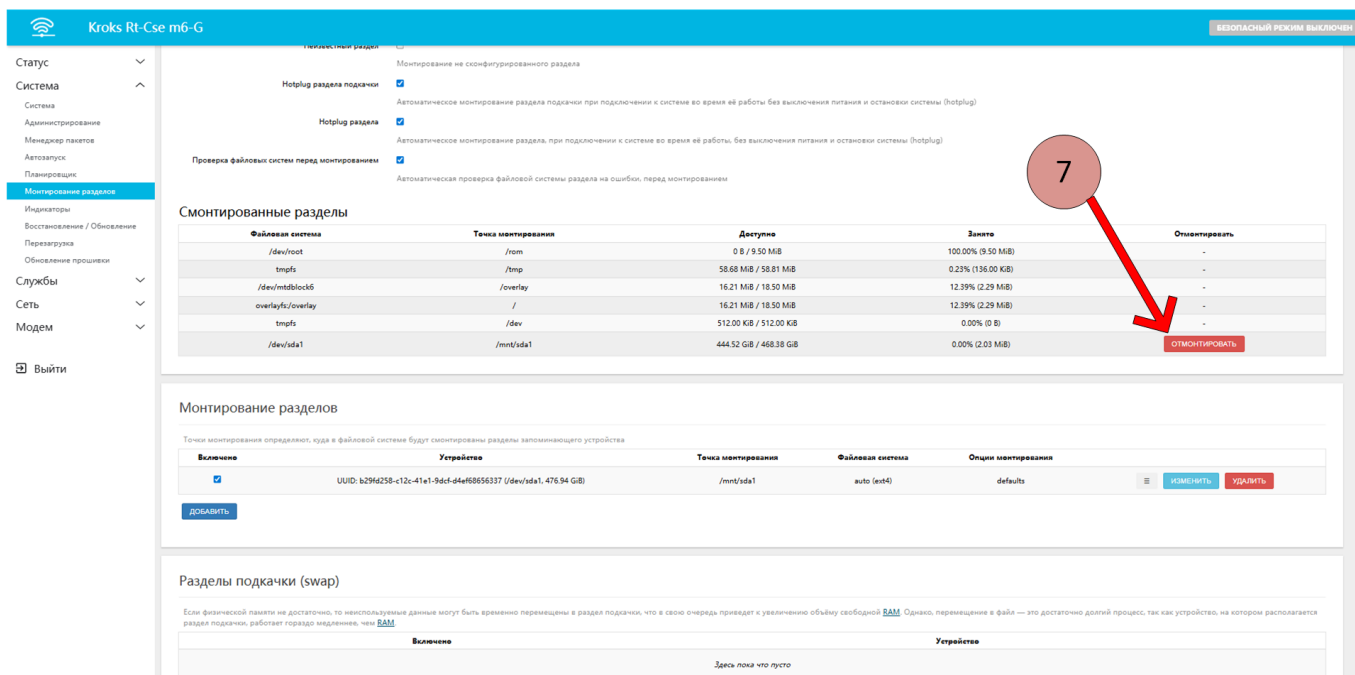 Kroks Rt-Cse m6-G
БЕЗОПАСНЫЙ РЕЖИМ ВЫКЛЮЧЕН
Статус
Система
Система
Администрирование
Менеджер пакетов
Автозапуск
Планировщик
Монтирование разделов
Индикаторы
Восстановление / Обновление
Перезагрузка
Обновление прошивки
Службы
Сеть
Модем
Выйти
Неизвестный раздел
Монтирование не сконфигурированного раздела
Hotplug раздела подкачки
Автоматическое монтирование раздела подкачки при подключении к системе во время её работы без выключения питания и остановки системы (hotplug)
Hotplug раздела
Автоматическое монтирование раздела, при подключении к системе во время её работы, без выключения питания и остановки системы (hotplug)
Проверка файловых систем перед монтированием
Автоматическая проверка файловой системы раздела на ошибки, перед монтированием
7
Смонтированные разделы
Файловая система Точка монтирования Доступно Занято Отмонтировать
/dev/root /rom 0 B / 9.50 MiB 100.00% (9.50 MiB) -
tmpfs /tmp 58.68 MiB / 58.81 MiB 0.23% (136.00 KiB) -
/dev/mtdblock6 /overlay 16.21 MiB / 18.50 MiB 12.39% (2.29 MiB) -
overlayfs:/overlay / 16.21 MiB / 18.50 MiB 12.39% (2.29 MiB) -
tmpfs /dev 512.00 KiB / 512.00 KiB 0.00% (0 B) -
/dev/sda1 /mnt/sda1 444.52 GiB / 468.38 GiB 0.00% (2.03 MiB) ОТМОНТИРОВАТЬ
Монтирование разделов
Точки монтирования определяют, куда в файловой системе будут смонтированы разделы запоминающего устройства
Включено Устройство Точка монтирования Файловая система Опции монтирования
UUID: b29fd258-c12c-41e1-9dcf-d4ef68656337 (/dev/sda1, 476.94 GiB) /mnt/sda1 auto (ext4) defaults ☰ ИЗМЕНИТЬ УДАЛИТЬ
ДОБАВИТЬ
Разделы подкачки (swap)
Если физической памяти не достаточно, то неиспользуемые данные могут быть временно перемещены в раздел подкачки, что в свою очередь приведет к увеличению объёму свободной RAM. Однако, перемещение в файл — это достаточно долгий процесс, так как устройство, на котором располагается
раздел подкачки, работает гораздо медленнее, чем RAM.
Включено Устройство
Здесь пока что пусто